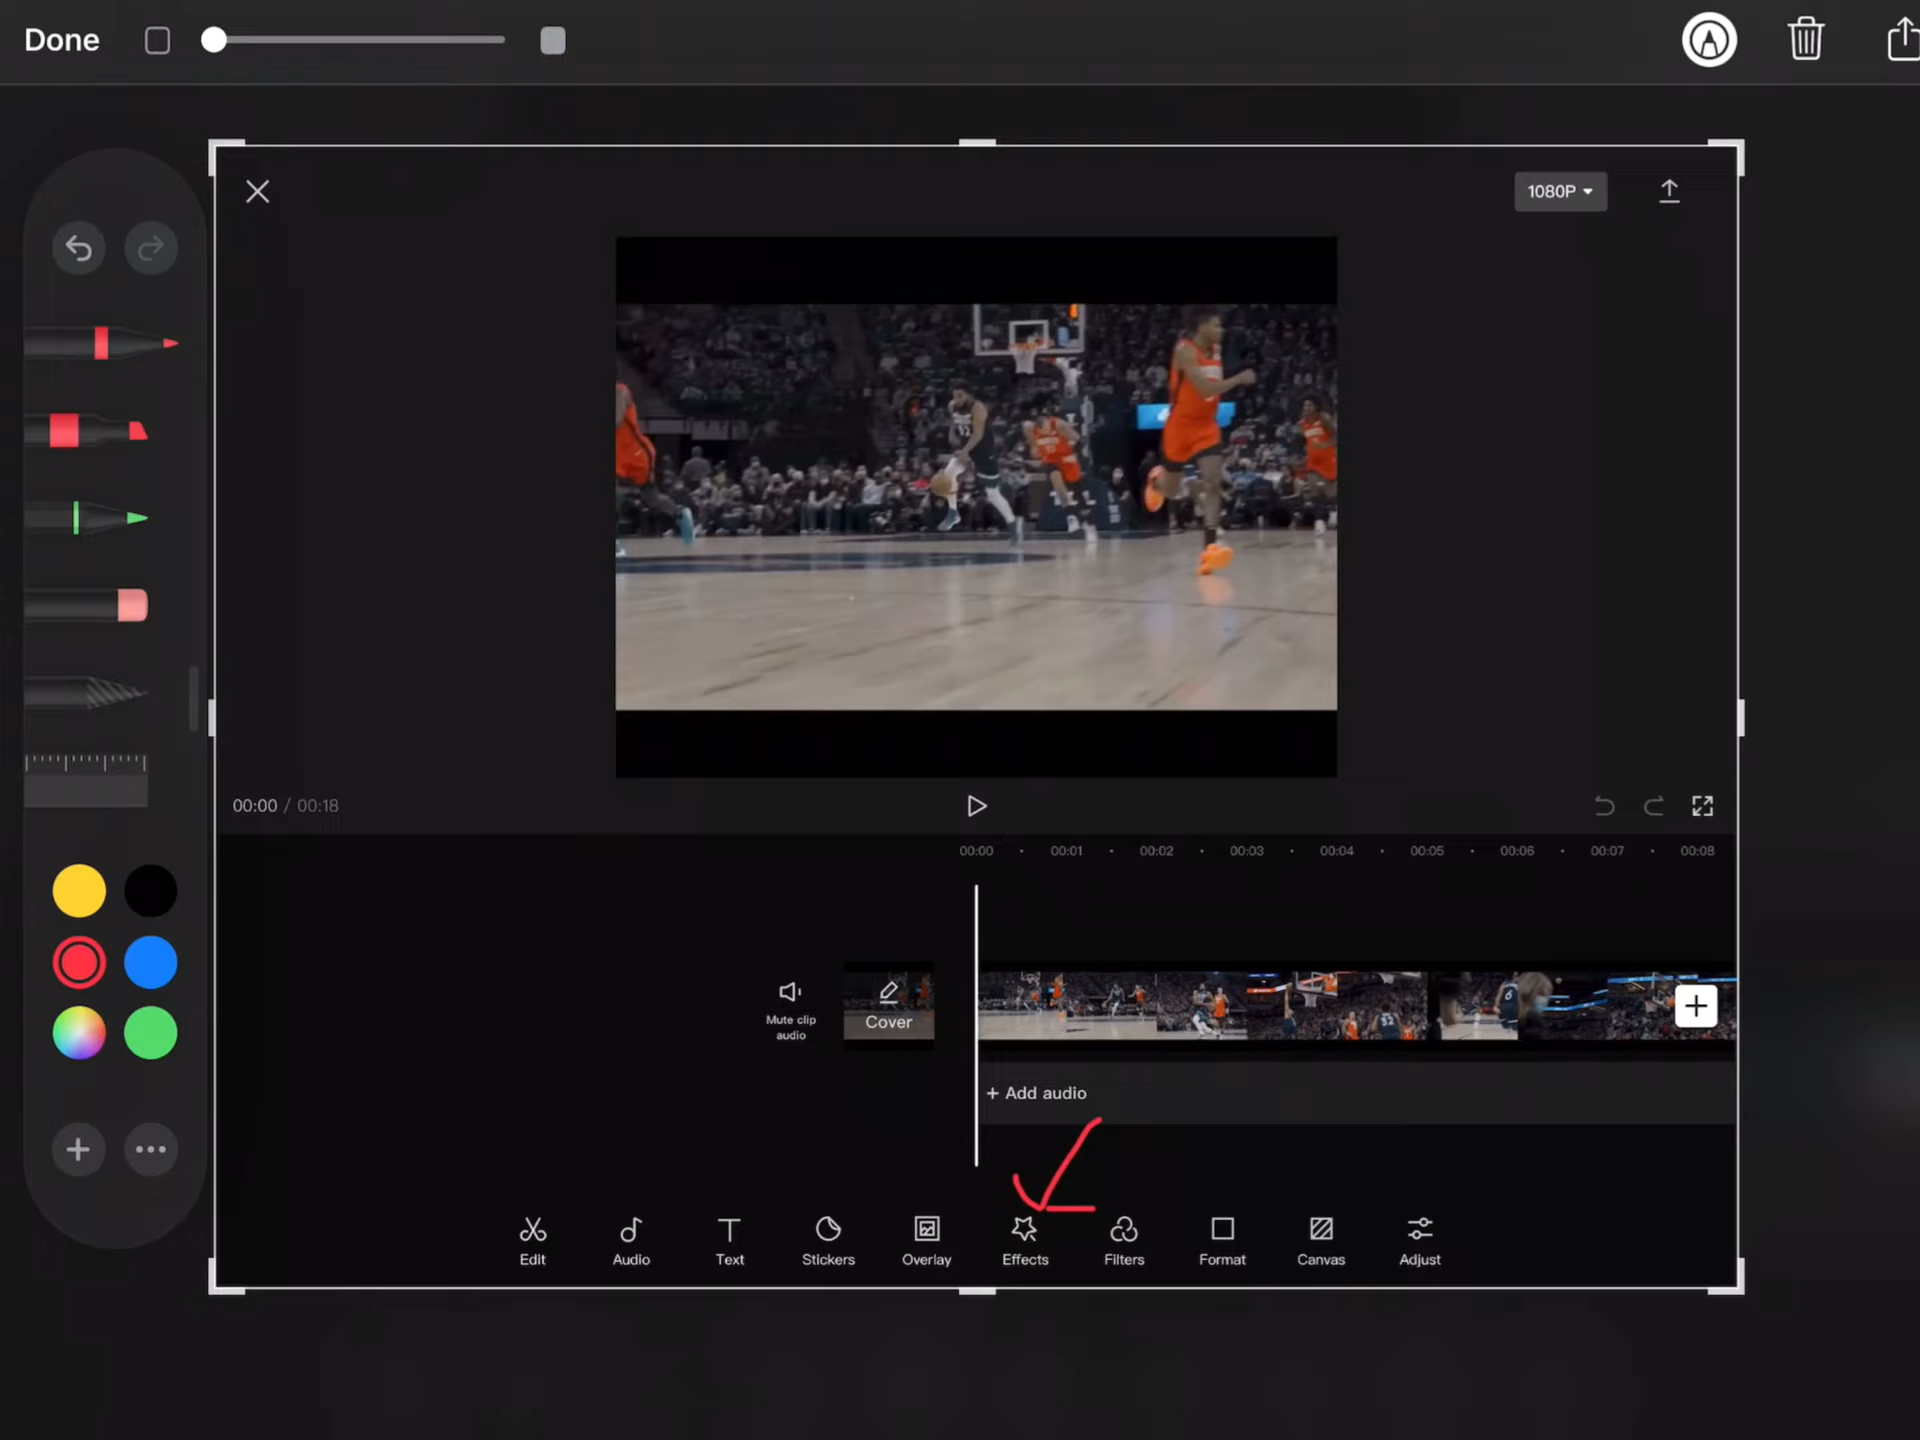 Done
1080P
00:00 / 00:18
00:00 00:01 00:02 00:03 00:04 00:05 00:06 00:07 00:08
Mute clip
audio
Cover
+ Add audio
Edit Audio Text Stickers Overlay Effects Filters Format Canvas Adjust